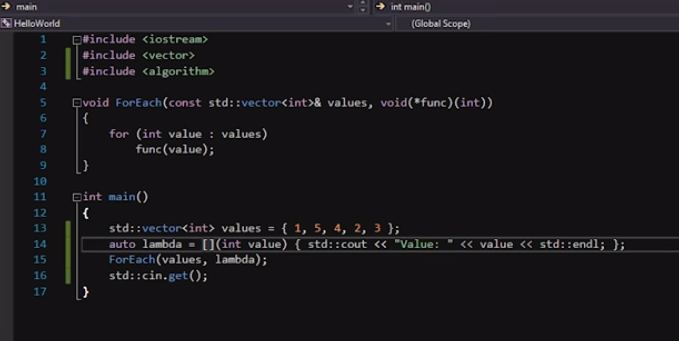 main
int main()
HelloWorld
(Global Scope)
1 #include <iostream>
2 #include <vector>
3 #include <algorithm>
4
5 void ForEach(const std::vector<int>& values, void(*func)(int))
6 {
7 for (int value : values)
8 func(value);
9 }
10
11 int main()
12 {
13 std::vector<int> values = { 1, 5, 4, 2, 3 };
14 auto lambda = [](int value) { std::cout << "Value: " << value << std::endl; };
15 ForEach(values, lambda);
16 std::cin.get();
17 }